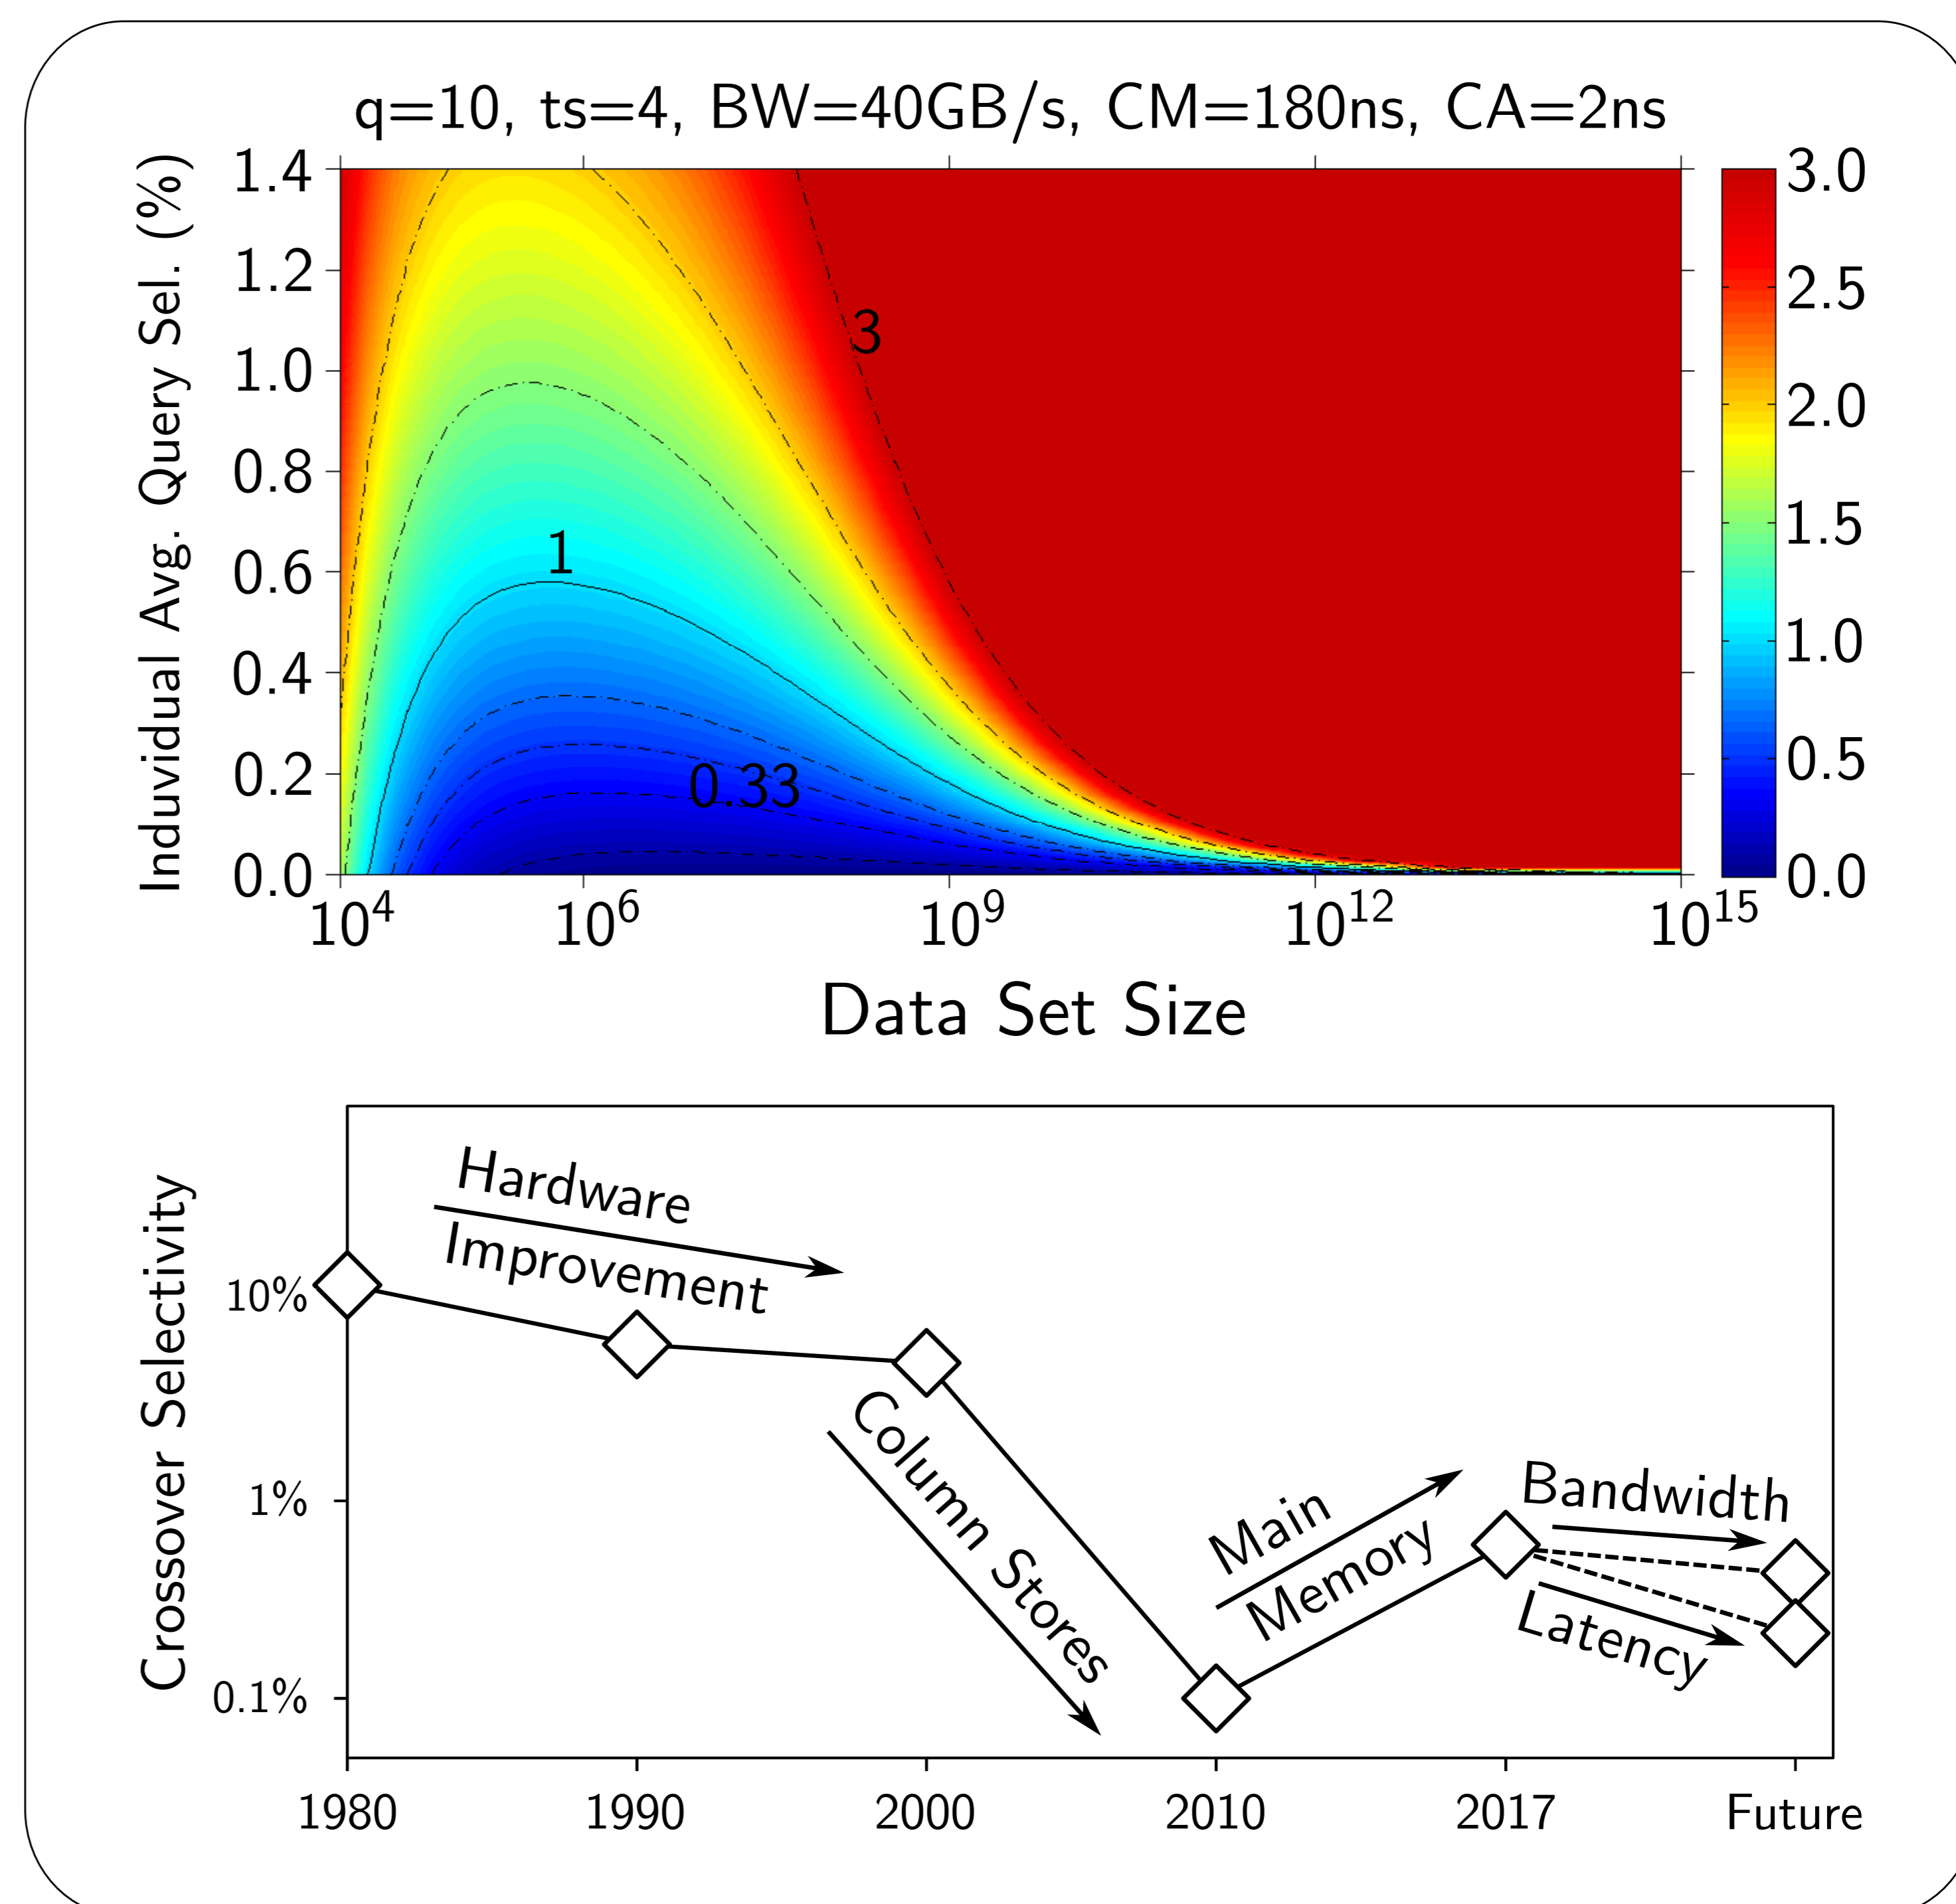 q=10, ts=4, BW=40GB/s, CM=180ns, CA=2ns
Induvidual Avg. Query Sel. (%)
1.4
1.2
1.0
0.8
0.6
0.4
0.2
0.0
3
1
0.33
10^4
10^6
10^9
10^12
10^15
Data Set Size
3.0
2.5
2.0
1.5
1.0
0.5
0.0
Crossover Selectivity
10%
1%
0.1%
Hardware
Improvement
Column Stores
Main
Memory
Bandwidth
Latency
1980
1990
2000
2010
2017
Future